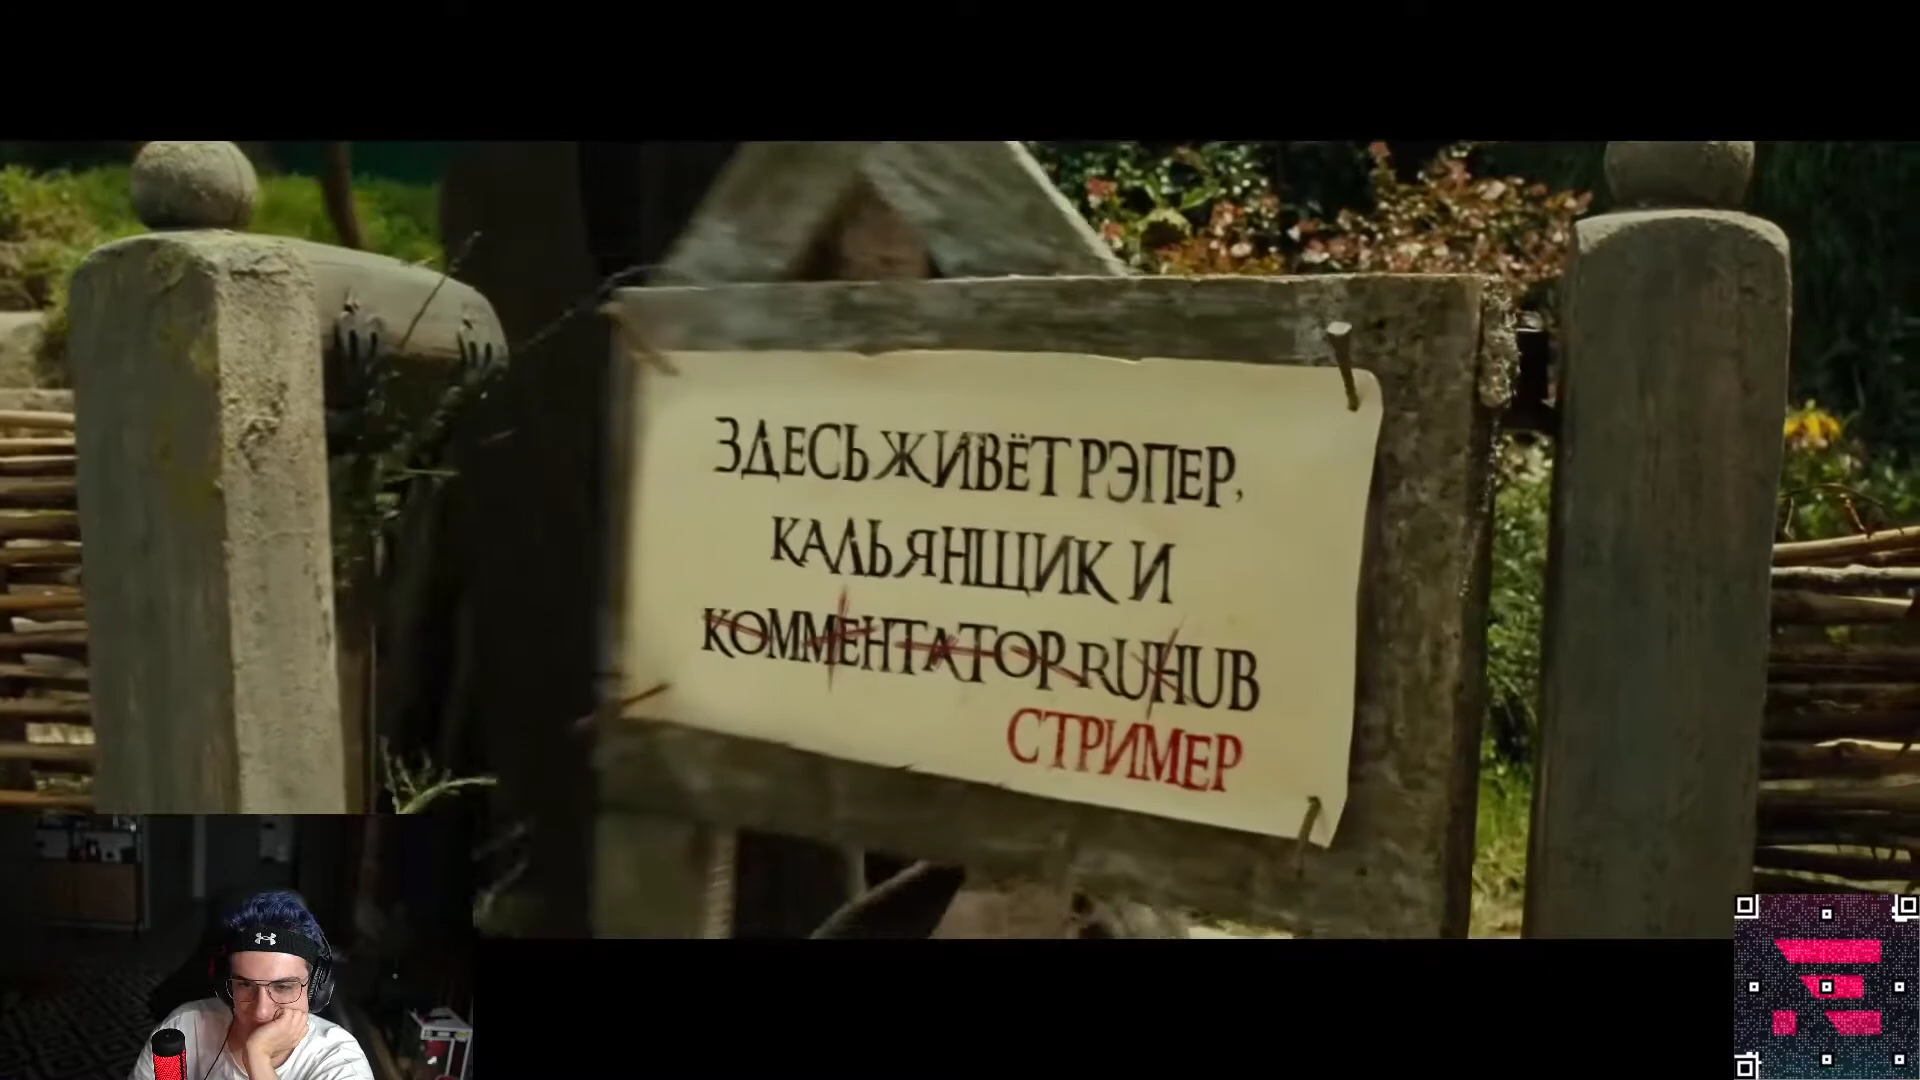 ЗДЕСЬ ЖИВЁТ РЭПЕР,
КАЛЬЯНЩИК И
КОММЕНТАТОР RUHUB
СТРИМЕР